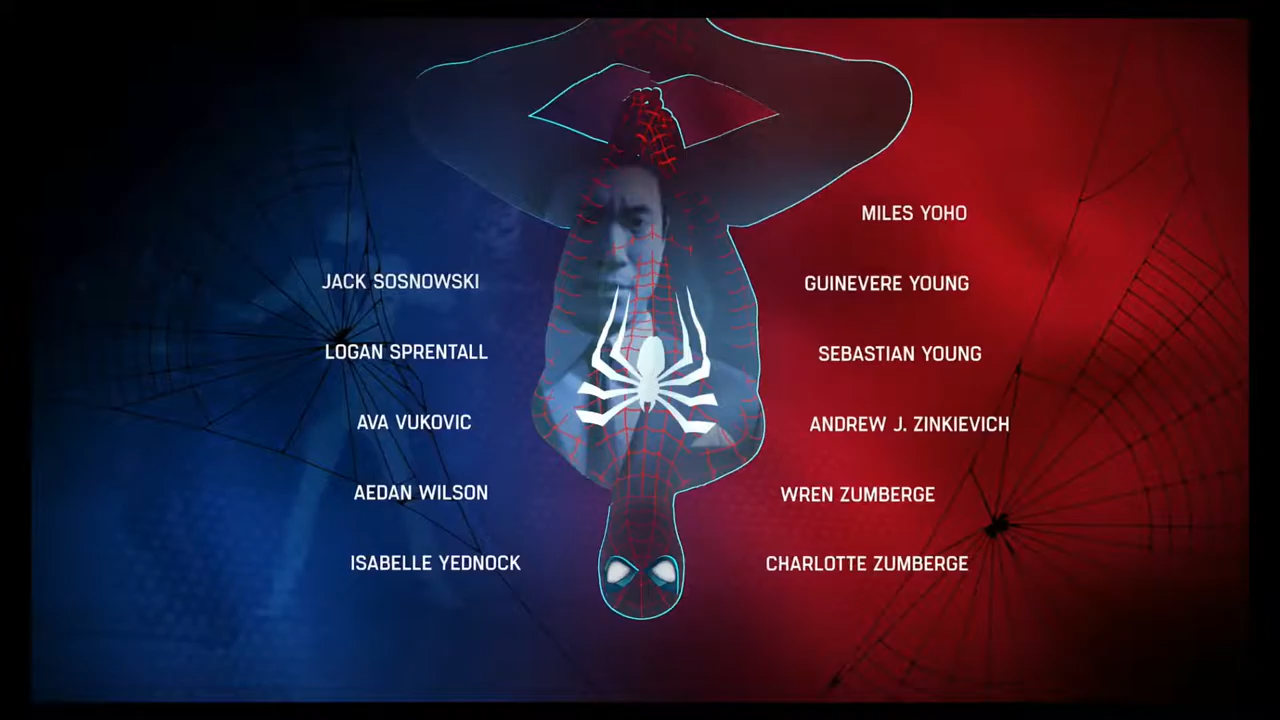 JACK SOSNOWSKI
LOGAN SPRENTALL
AVA VUKOVIC
AEDAN WILSON
ISABELLE YEDNOCK
MILES YOHO
GUINEVERE YOUNG
SEBASTIAN YOUNG
ANDREW J. ZINKIEVICH
WREN ZUMBERGE
CHARLOTTE ZUMBERGE